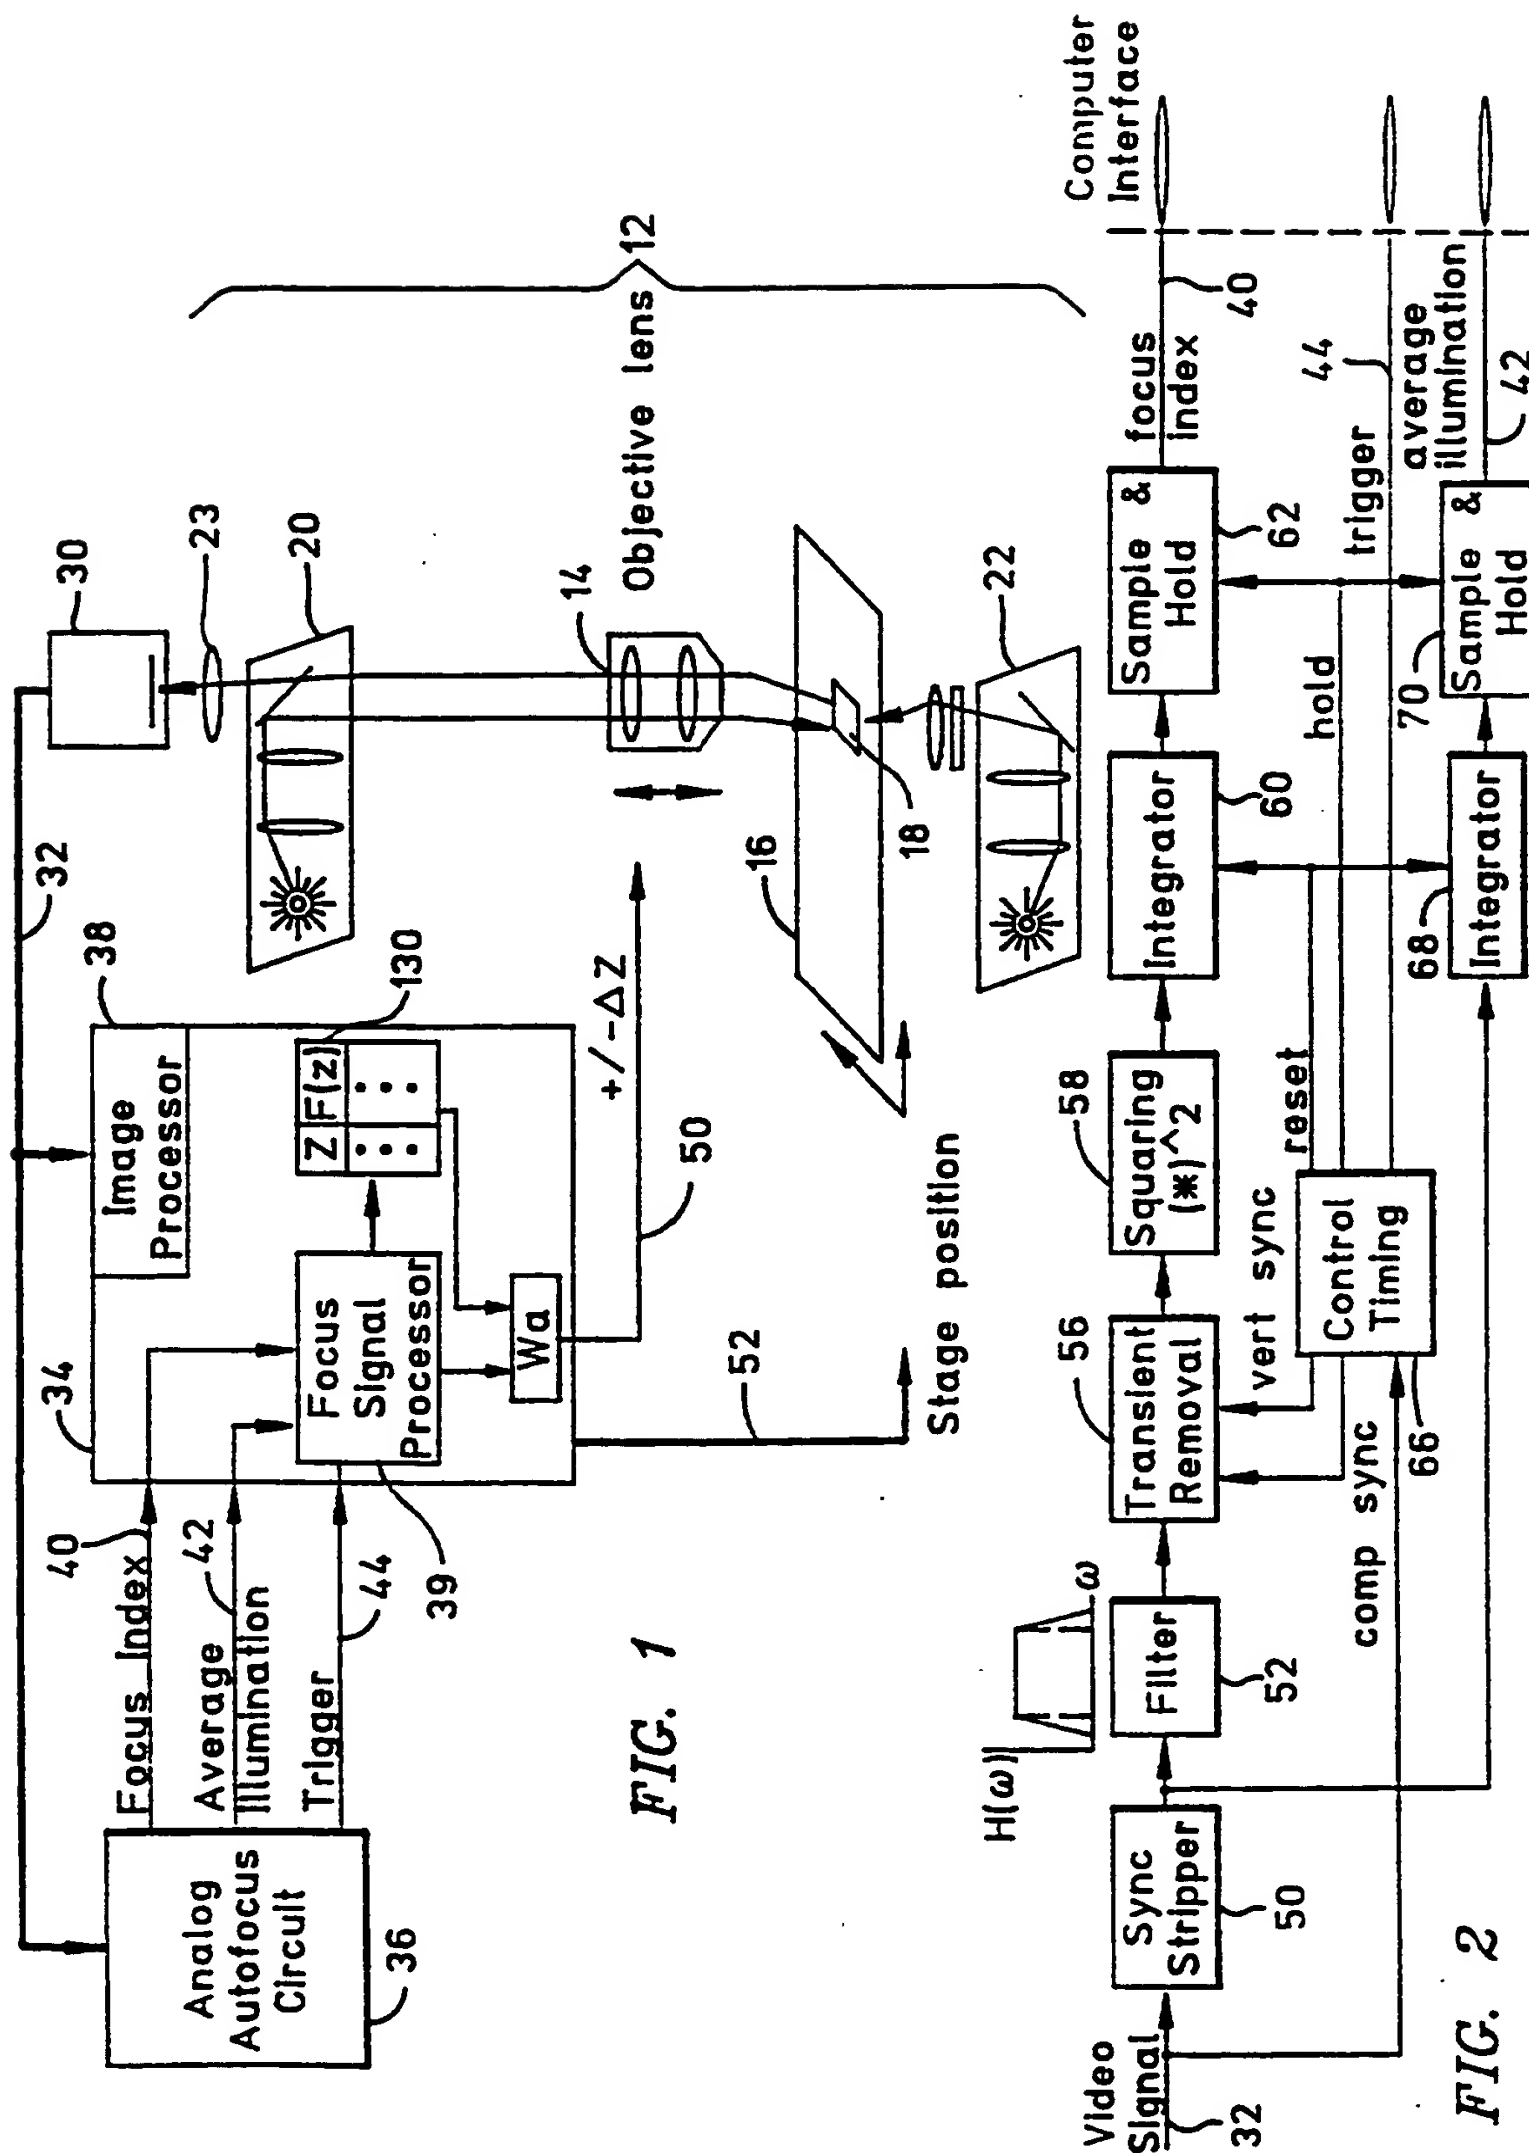 30
23
20
32
38
Image
Processor
34
Z F(z)
130
Focus
Signal
Processor
Wa
39
40
Focus Index
42
Average
Illumination
44
Trigger
Analog
Autofocus
Circuit
36
14
Objective lens
12
16
18
22
+/-ΔZ
50
52
Stage position
FIG. 1
Video
Signal
32
Sync
Stripper
50
H(ω)
ω
Filter
52
Transient
Removal
56
Squaring
(*)^2
58
Integrator
60
Sample &
Hold
62
focus
index
40
Computer
Interface
vert sync
comp sync
Control
Timing
66
reset
hold
trigger
44
Integrator
68
Sample &
Hold
70
average
illumination
42
FIG. 2